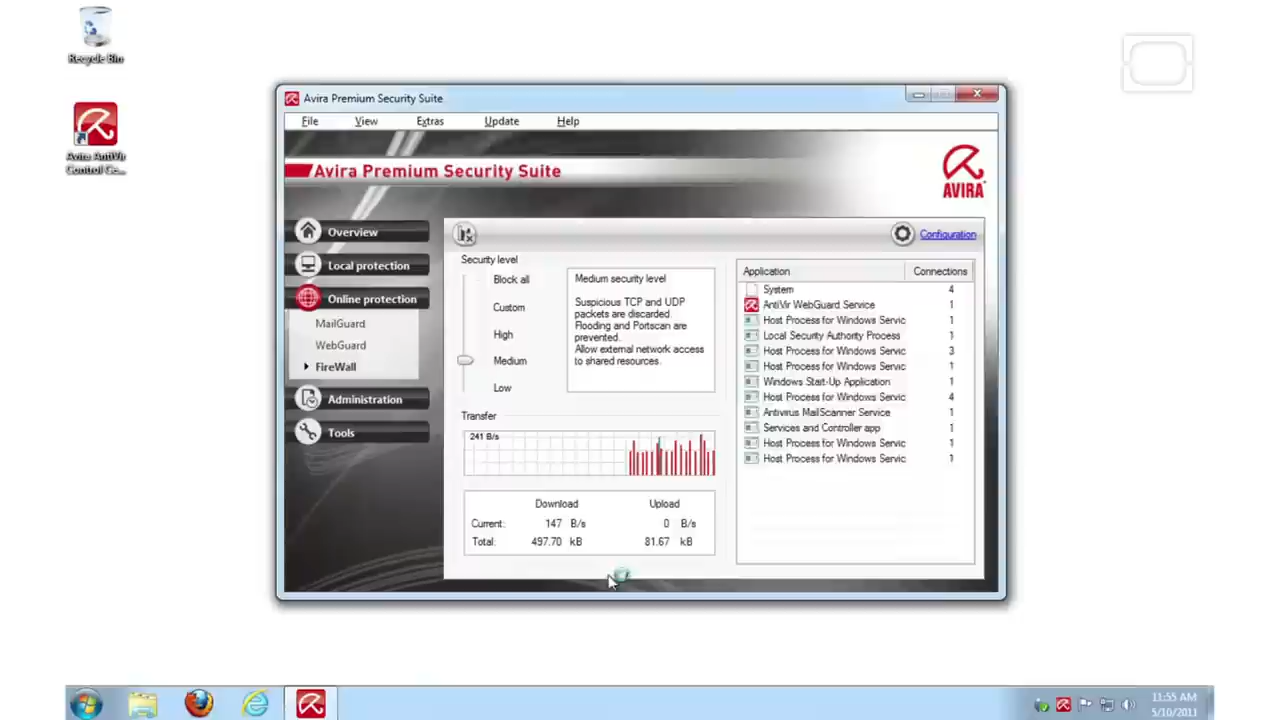 Recycle Bin
Avira AntiVir
Control Ce...
Avira Premium Security Suite
File View Extras Update Help
Avira Premium Security Suite
AVIRA
Overview
Local protection
Online protection
MailGuard
WebGuard
FireWall
Administration
Tools
Configuration
Security level
Block all
Custom
High
Medium
Low
Medium security level
Suspicious TCP and UDP
packets are discarded.
Flooding and Portscan are
prevented.
Allow external network access
to shared resources.
Transfer
241 B/s
Download Upload
Current: 147 B/s 0 B/s
Total: 497.70 kB 81.67 kB
Application Connections
System 4
AntiVir WebGuard Service 1
Host Process for Windows Servic 1
Local Security Authority Process 1
Host Process for Windows Servic 3
Host Process for Windows Servic 1
Windows Start-Up Application 1
Host Process for Windows Servic 4
Antivirus MailScanner Service 1
Services and Controller app 1
Host Process for Windows Servic 1
Host Process for Windows Servic 1
11:55 AM
5/10/2011